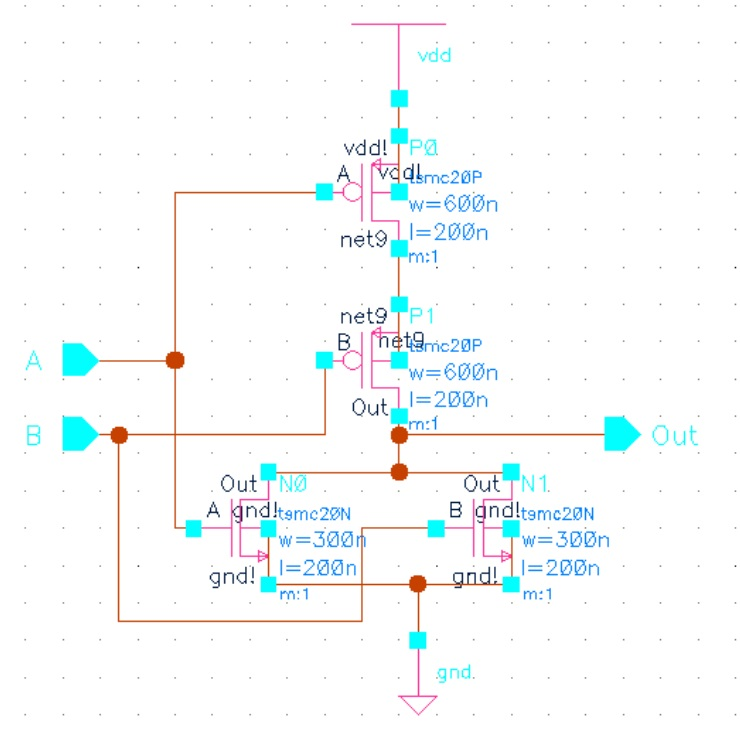 vdd
vdd! P0
A vdd! tsmc20P
w=600n
l=200n
net9 m:1
net9 P1
B net9 tsmc20P
w=600n
l=200n
Out m:1
A
B
Out
Out N0
A gnd! tsmc20N
w=300n
l=200n
gnd! m:1
Out N1
B gnd! tsmc20N
w=300n
l=200n
gnd! m:1
gnd